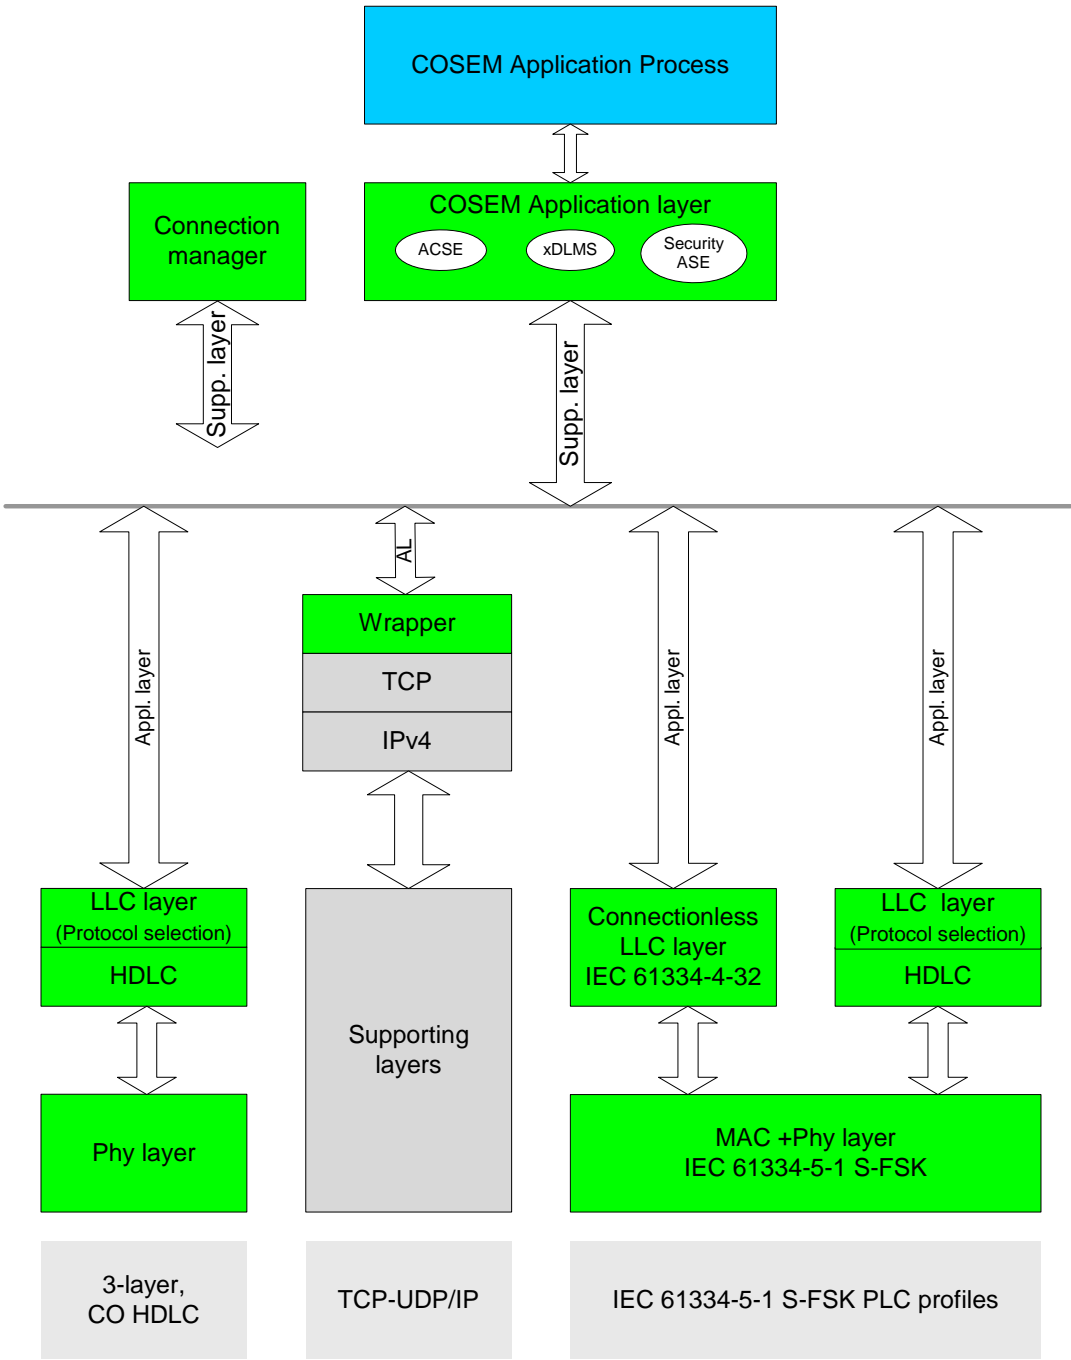 COSEM Application Process
Connection
manager
COSEM Application layer
ACSE
xDLMS
Security
ASE
Supp. layer
Supp. layer
Appl. layer
AL
Appl. layer
Appl. layer
Wrapper
TCP
IPv4
LLC layer
(Protocol selection)
HDLC
Supporting
layers
Connectionless
LLC layer
IEC 61334-4-32
LLC layer
(Protocol selection)
HDLC
Phy layer
MAC +Phy layer
IEC 61334-5-1 S-FSK
3-layer,
CO HDLC
TCP-UDP/IP
IEC 61334-5-1 S-FSK PLC profiles